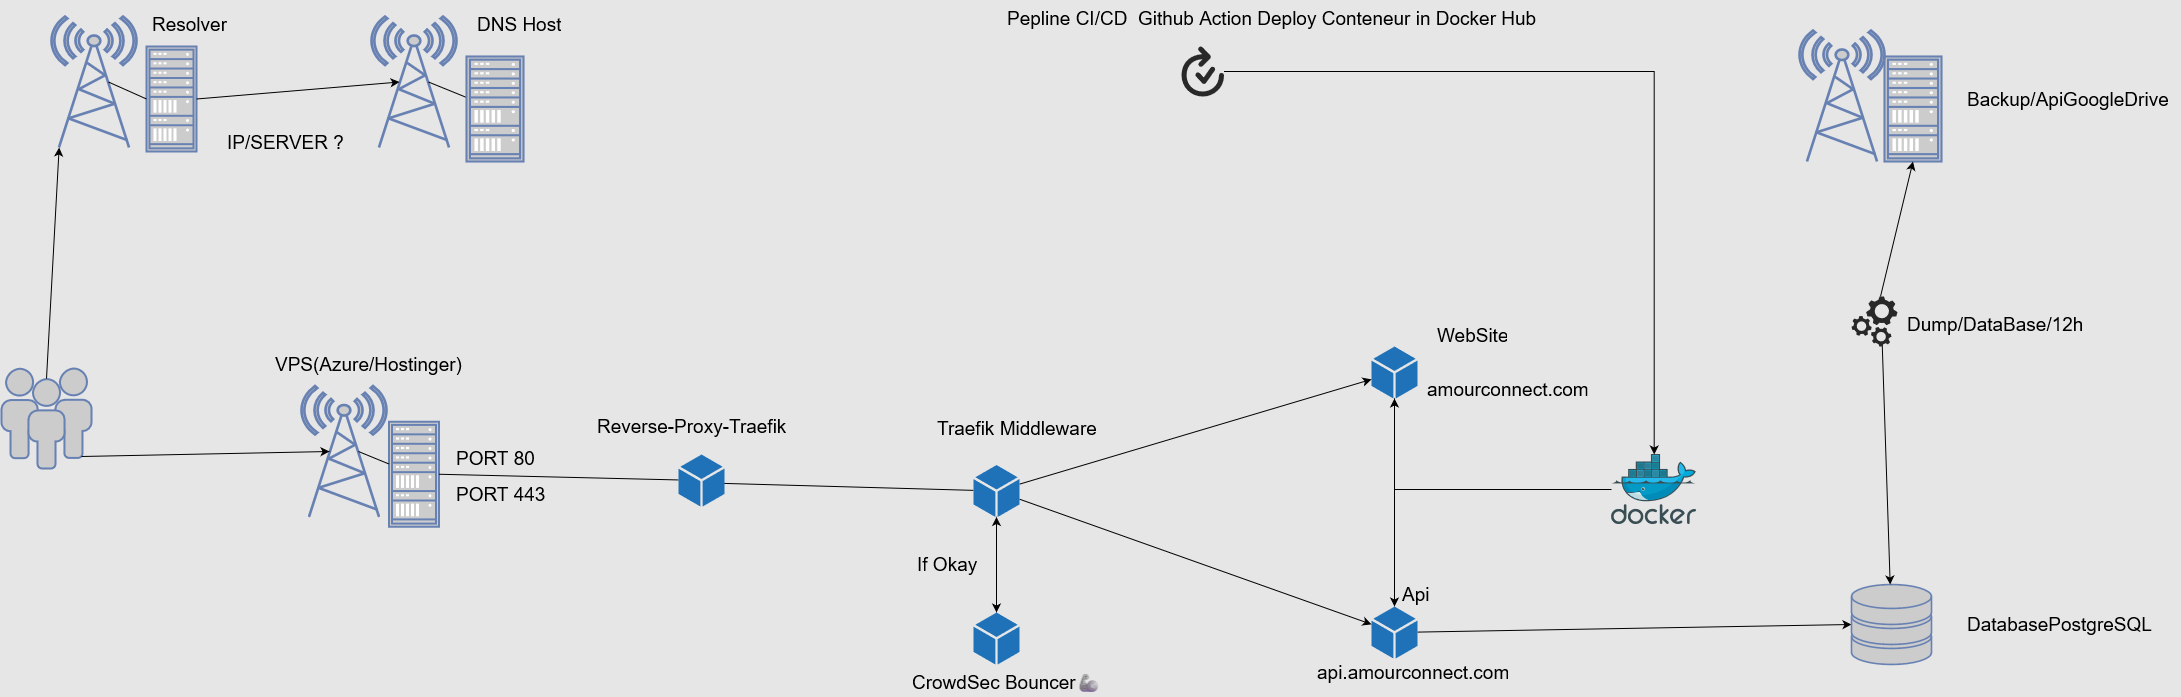 Resolver
DNS Host
Pepline CI/CD  Github Action Deploy Conteneur in Docker Hub
Backup/ApiGoogleDrive
IP/SERVER ?
Dump/DataBase/12h
WebSite
VPS(Azure/Hostinger)
amourconnect.com
Reverse-Proxy-Traefik
Traefik Middleware
PORT 80
PORT 443
docker
If Okay
Api
DatabasePostgreSQL
api.amourconnect.com
CrowdSec Bouncer🦾